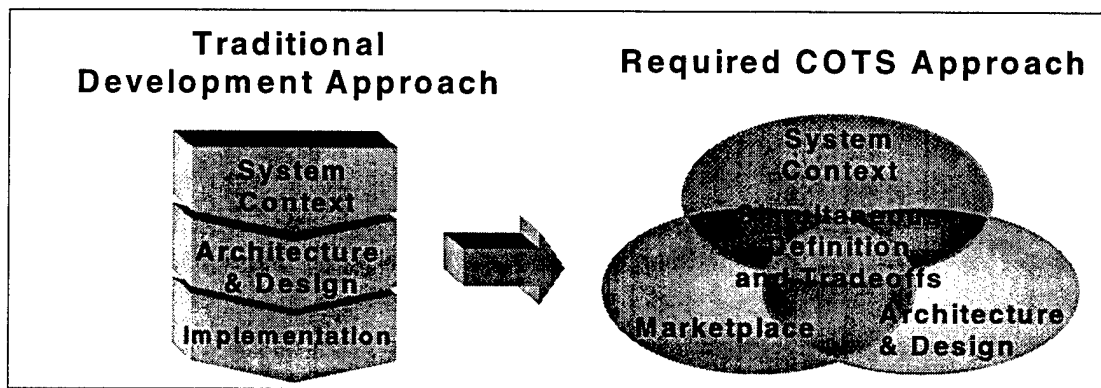 Traditional
Development Approach
System
Context
Architecture
& Design
Implementation
Required COTS Approach
System
Context
Simultaneous
Definition
and Tradeoffs
Marketplace
Architecture
& Design